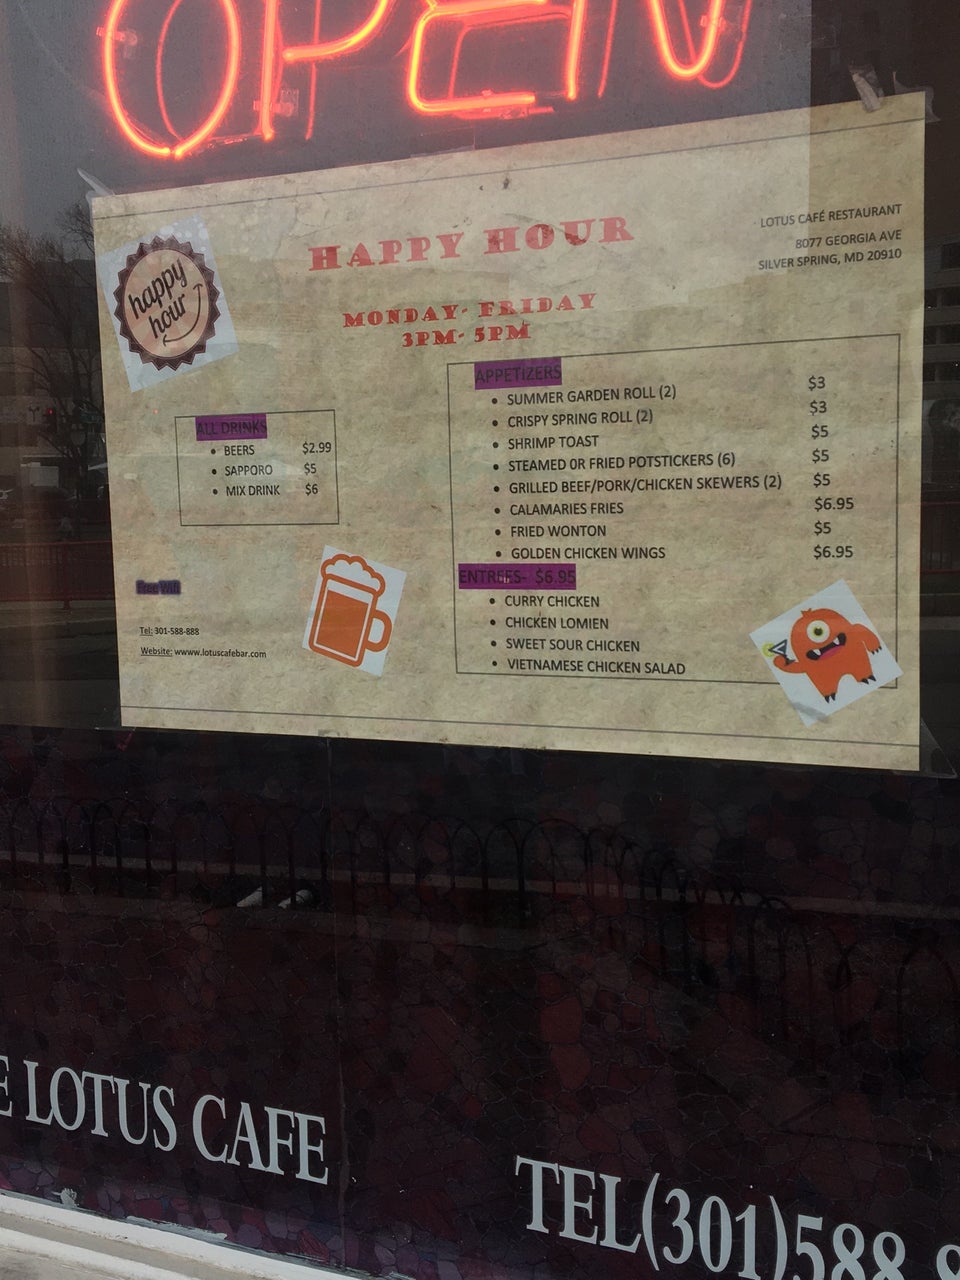 OPEN
HAPPY HOUR
LOTUS CAFÉ RESTAURANT
8077 GEORGIA AVE
SILVER SPRING, MD 20910
happy
hour
MONDAY- FRIDAY
3PM- 5PM
ALL DRINKS
BEERS $2.99
SAPPORO $5
MIX DRINK $6
APPETIZERS
SUMMER GARDEN ROLL (2) $3
CRISPY SPRING ROLL (2) $3
SHRIMP TOAST $5
STEAMED 0R FRIED POTSTICKERS (6) $5
GRILLED BEEF/PORK/CHICKEN SKEWERS (2) $5
CALAMARIES FRIES $6.95
FRIED WONTON $5
GOLDEN CHICKEN WINGS $6.95
ENTREES- $6.95
CURRY CHICKEN
CHICKEN LOMIEN
SWEET SOUR CHICKEN
VIETNAMESE CHICKEN SALAD
Free Wifi
Tel: 301-588-888
Website: wwww.lotuscafebar.com
E LOTUS CAFE
TEL(301)588